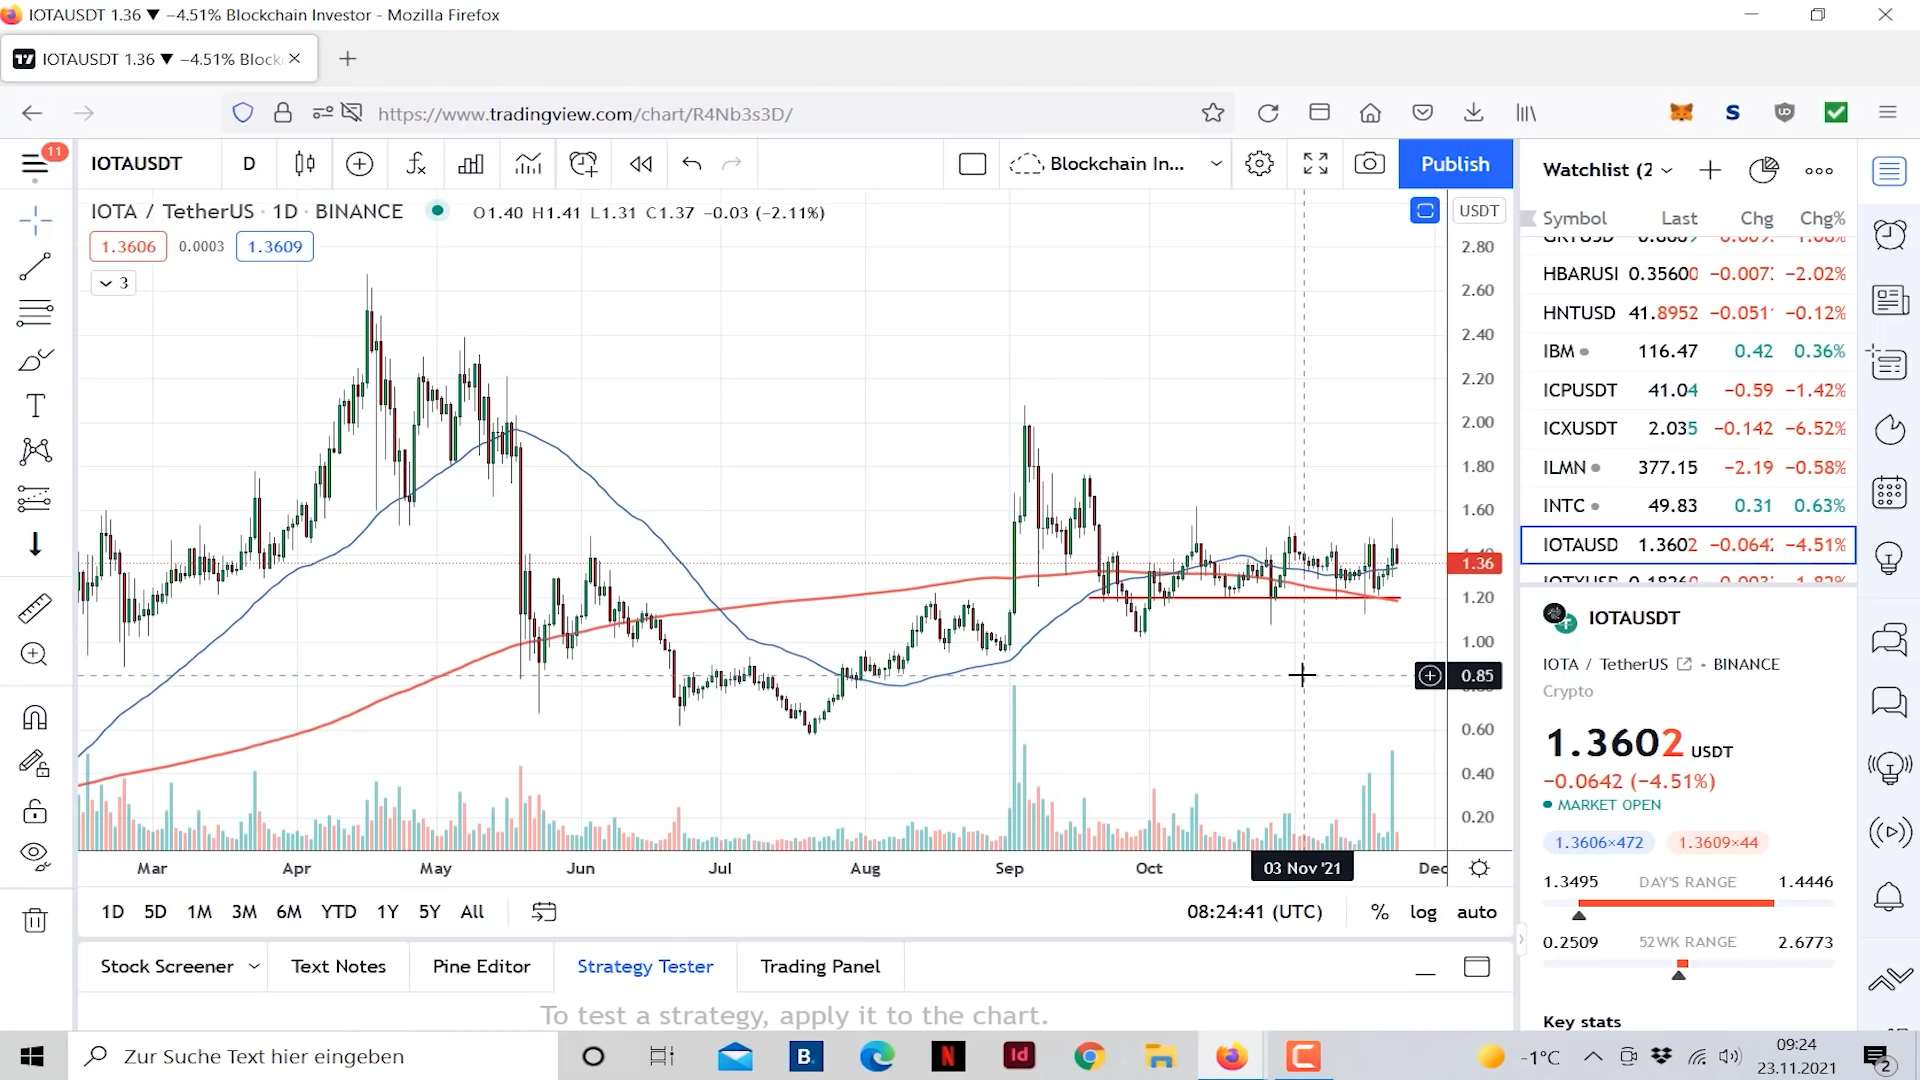 IOTAUSDT 1.36 ▼ −4.51% Blockchain Investor - Mozilla Firefox
IOTAUSDT 1.36 ▼ −4.51% Block
https://www.tradingview.com/chart/R4Nb3s3D/
11
IOTAUSDT D Blockchain In... Publish
IOTA / TetherUS · 1D · BINANCE O1.40 H1.41 L1.31 C1.37 −0.03 (−2.11%)
USDT
1.3606 0.0003 1.3609
3
2.80
2.60
2.40
2.20
2.00
1.80
1.60
1.36
1.20
1.00
0.85
0.60
0.40
0.20
Mar Apr May Jun Jul Aug Sep Oct 03 Nov '21 Dec
1D 5D 1M 3M 6M YTD 1Y 5Y All 08:24:41 (UTC) % log auto
Stock Screener Text Notes Pine Editor Strategy Tester Trading Panel
To test a strategy, apply it to the chart.
Watchlist (2
Symbol Last Chg Chg%
HBARUSI 0.35600 −0.007 −2.02%
HNTUSD 41.8952 −0.051 −0.12%
IBM 116.47 0.42 0.36%
ICPUSDT 41.04 −0.59 −1.42%
ICXUSDT 2.035 −0.142 −6.52%
ILMN 377.15 −2.19 −0.58%
INTC 49.83 0.31 0.63%
IOTAUSD 1.3602 −0.064 −4.51%
IOTAUSDT
IOTA / TetherUS • BINANCE
Crypto
1.3602 USDT
−0.0642 (−4.51%)
MARKET OPEN
1.3606×472 1.3609×44
1.3495 DAY'S RANGE 1.4446
0.2509 52WK RANGE 2.6773
Key stats
Zur Suche Text hier eingeben
B.
N
Id
-1°C
09:24
23.11.2021
2